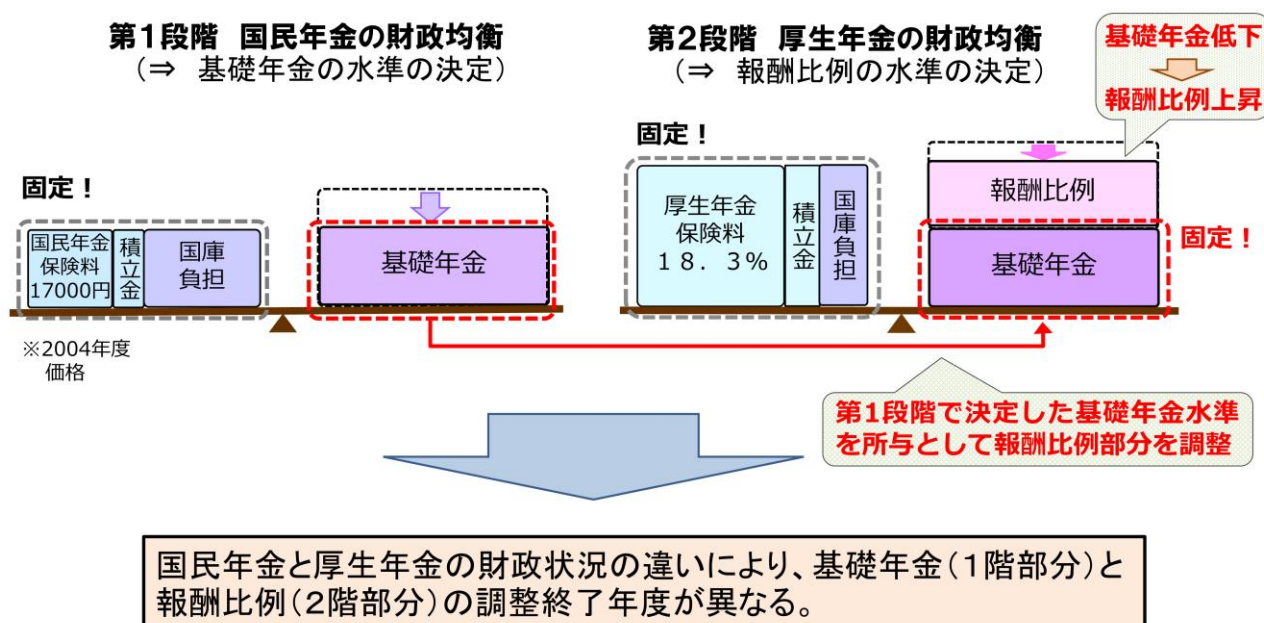 第1段階 国民年金の財政均衡
(⇒ 基礎年金の水準の決定)
固定！
国民年金
保険料
17000円
積立金
国庫
負担
基礎年金
※2004年度
価格
第2段階 厚生年金の財政均衡
(⇒ 報酬比例の水準の決定)
基礎年金低下
報酬比例上昇
固定！
厚生年金
保険料
１８．３％
積立金
国庫負担
報酬比例
基礎年金
固定！
第1段階で決定した基礎年金水準
を所与として報酬比例部分を調整
国民年金と厚生年金の財政状況の違いにより、基礎年金(1階部分)と
報酬比例(2階部分)の調整終了年度が異なる。